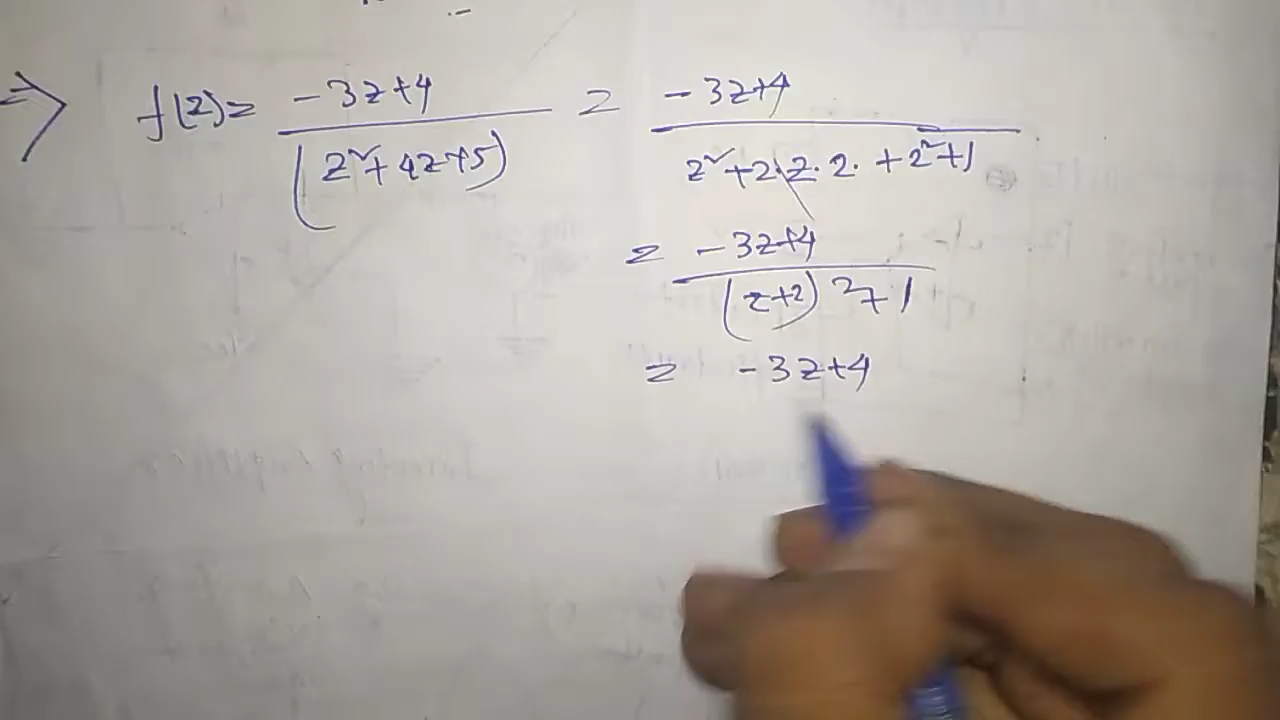 ⇒ f(z) = -3z+4 / (z²+4z+5) = -3z+4 / z²+2.z.2.+2²+1
= -3z+4 / (z+2)²+1
= -3z+4